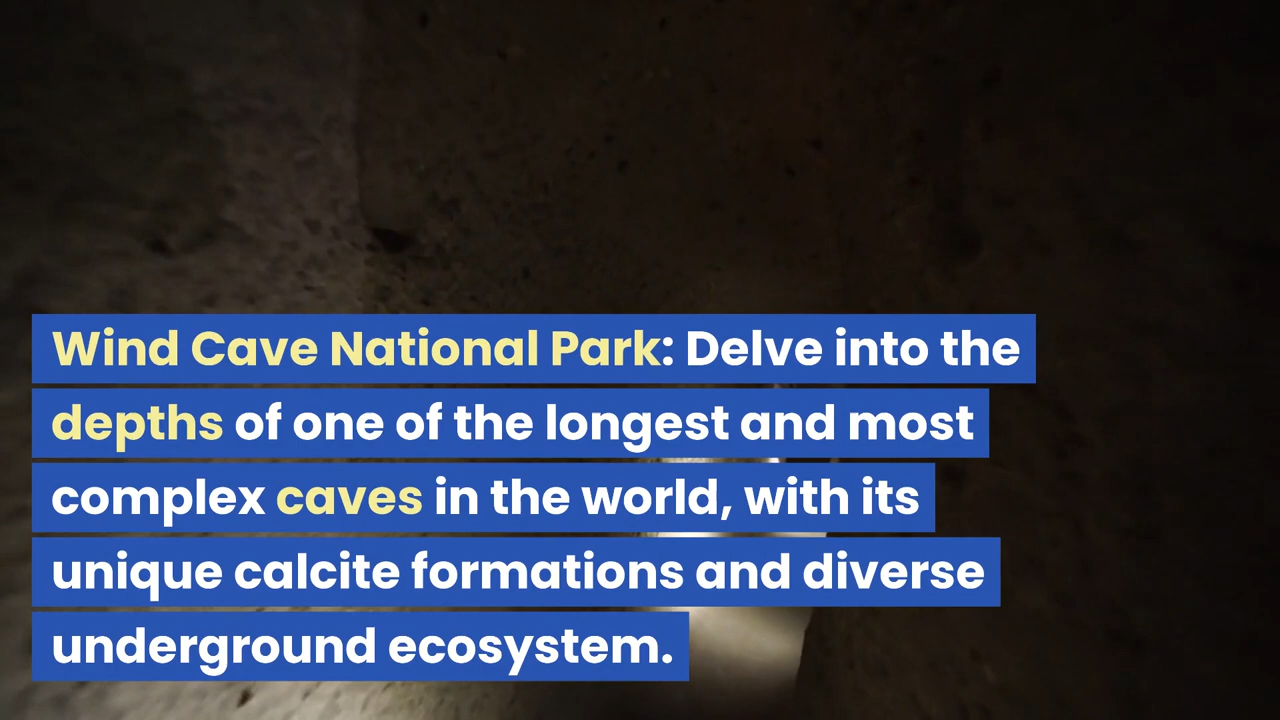 Wind Cave National Park: Delve into the
depths of one of the longest and most
complex caves in the world, with its
unique calcite formations and diverse
underground ecosystem.